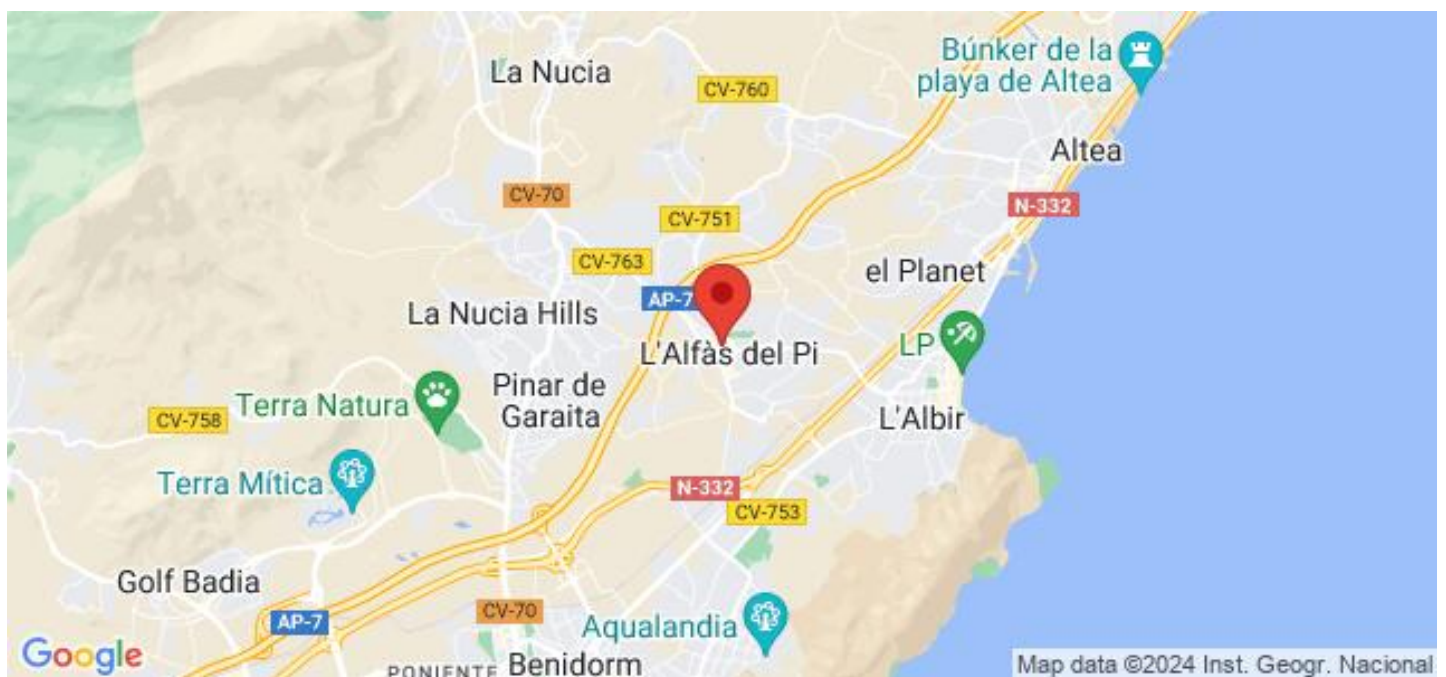 Búnker de la
playa de Altea
La Nucia
CV-760
Altea
CV-70
N-332
CV-751
CV-763
el Planet
AP-7
La Nucia Hills
LP
L'Alfàs del Pi
Pinar de
Garaita
Terra Natura
CV-758
L'Albir
Terra Mítica
N-332
CV-753
Golf Badia
CV-70
AP-7
Aqualandia
Google
PONIENTE
Benidorm
Map data ©2024 Inst. Geogr. Nacional